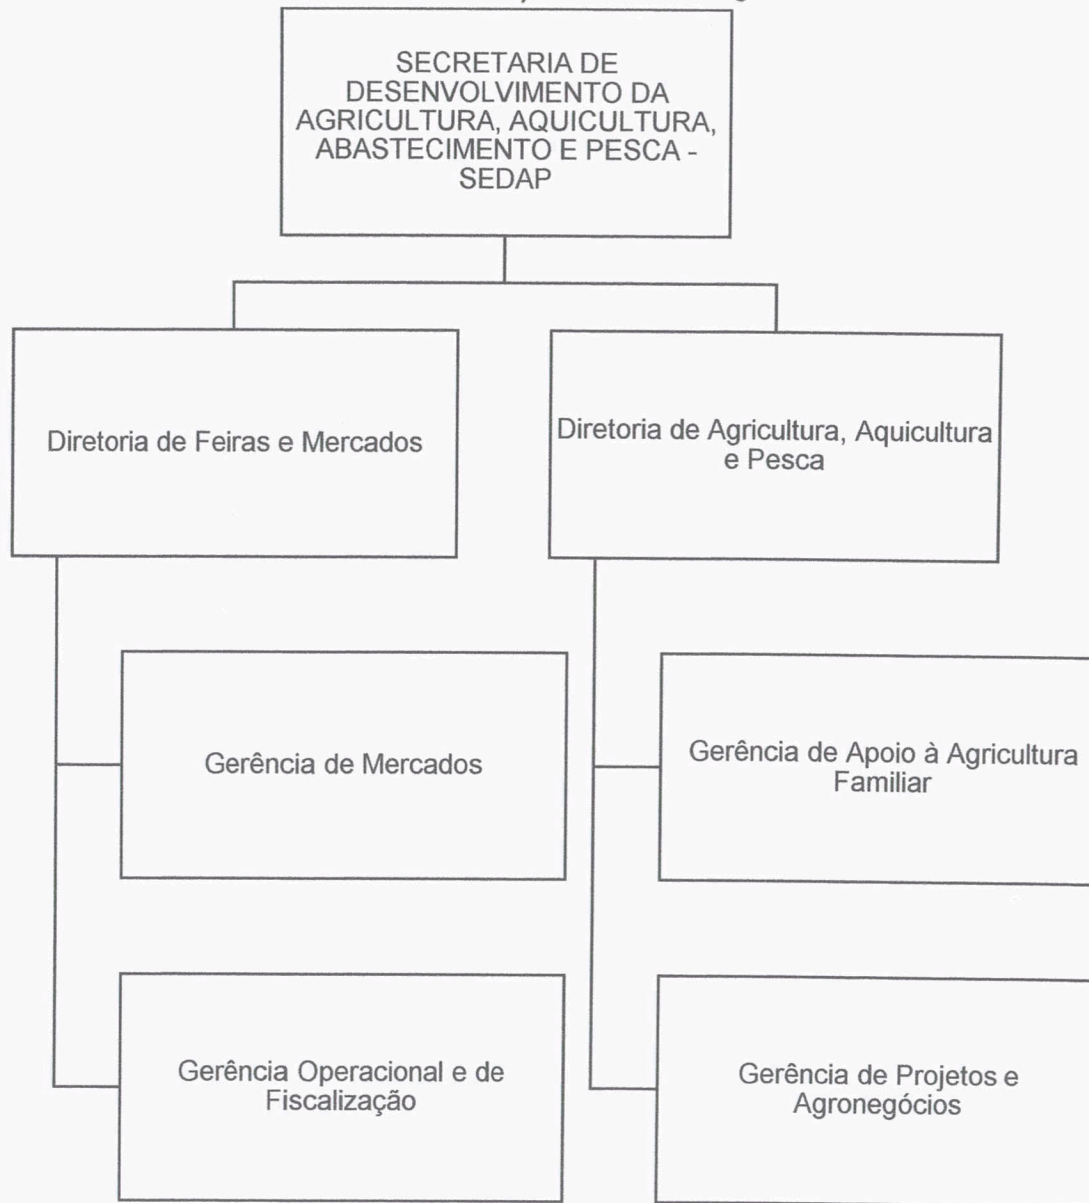 SECRETARIA DE
DESENVOLVIMENTO DA
AGRICULTURA, AQUICULTURA,
ABASTECIMENTO E PESCA -
SEDAP
Diretoria de Feiras e Mercados
Diretoria de Agricultura, Aquicultura
e Pesca
Gerência de Mercados
Gerência de Apoio à Agricultura
Familiar
Gerência Operacional e de
Fiscalização
Gerência de Projetos e
Agronegócios